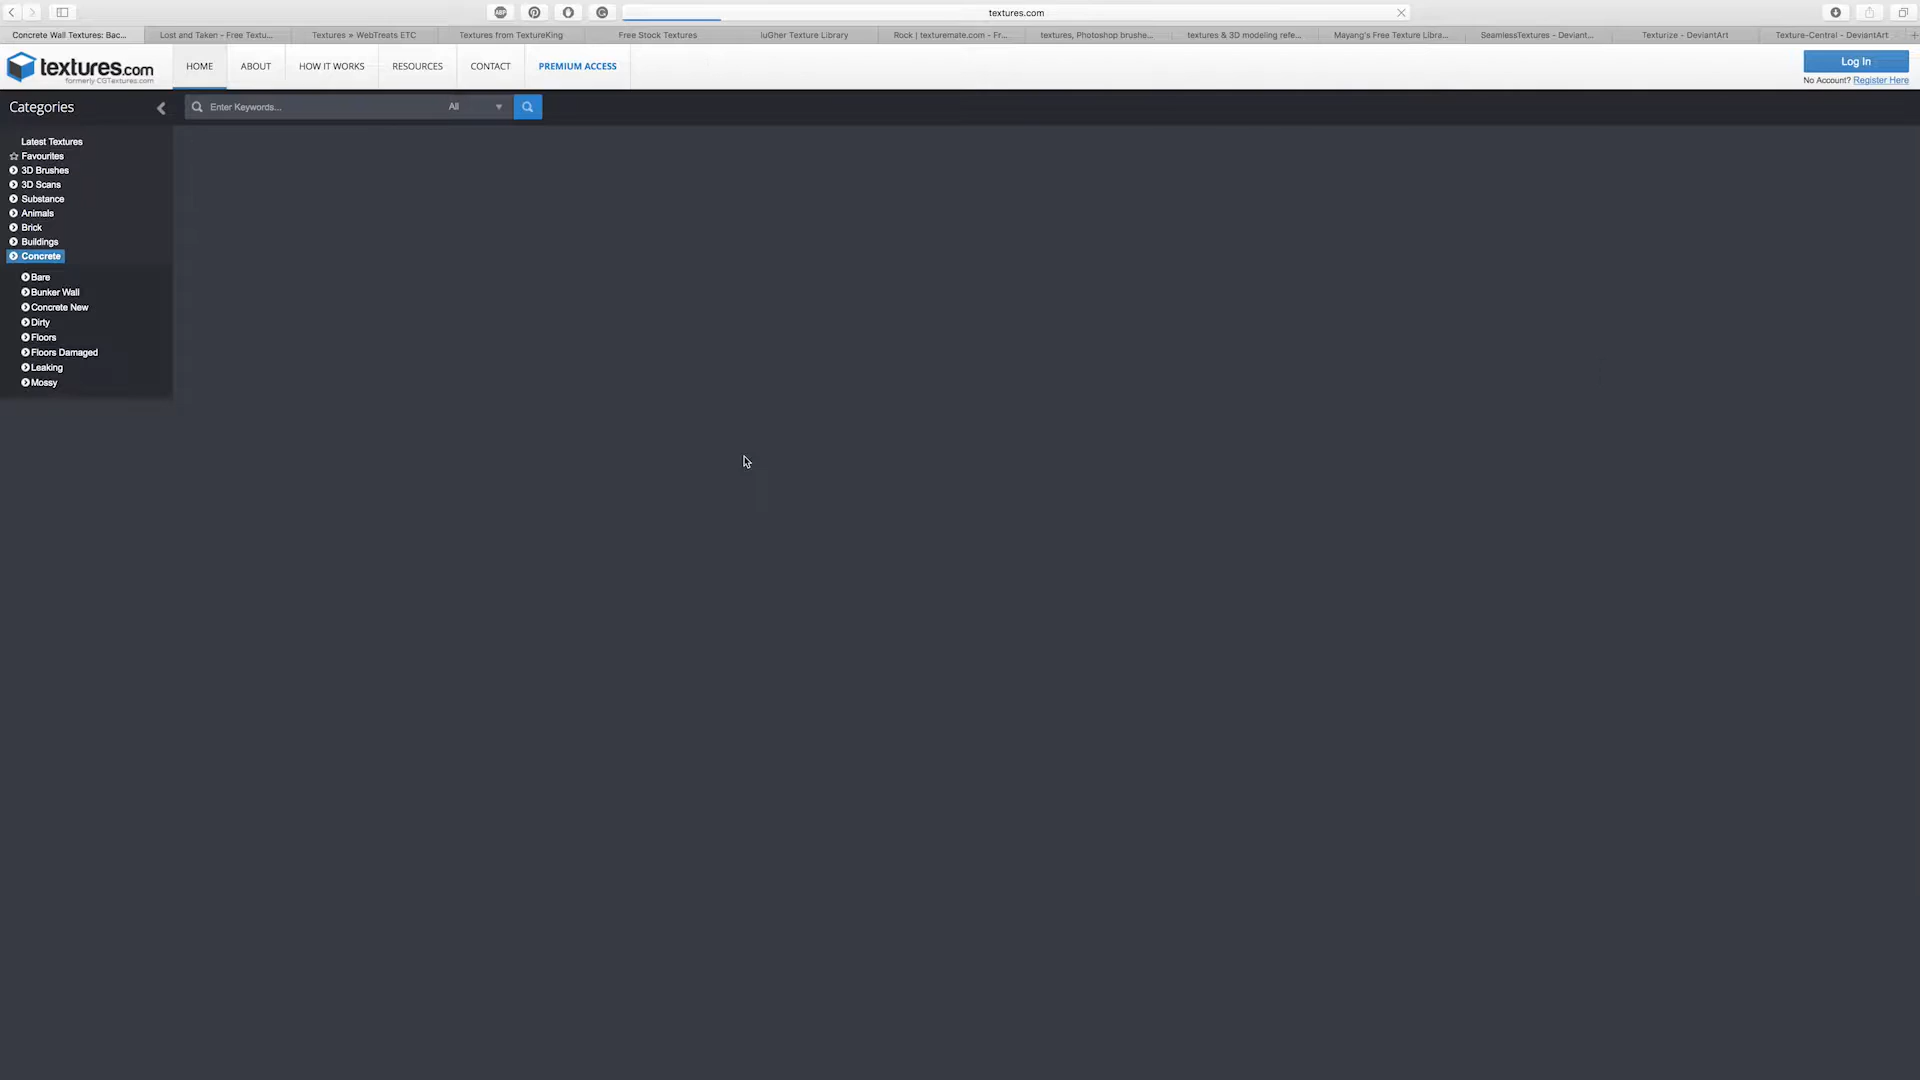 textures.com
Concrete Wall Textures: Bac...
Lost and Taken - Free Textu...
Textures » WebTreats ETC
Textures from TextureKing
Free Stock Textures
luGher Texture Library
Rock | texturemate.com - Fr...
textures, Photoshop brushe...
textures & 3D modeling refe...
Mayang's Free Texture Libra...
SeamlessTextures - Deviant...
Texturize - DeviantArt
Texture-Central - DeviantArt
textures.com
formerly CGTextures.com
HOME
ABOUT
HOW IT WORKS
RESOURCES
CONTACT
PREMIUM ACCESS
Log In
No Account? Register Here
Categories
Enter Keywords...
All
Latest Textures
Favourites
3D Brushes
3D Scans
Substance
Animals
Brick
Buildings
Concrete
Bare
Bunker Wall
Concrete New
Dirty
Floors
Floors Damaged
Leaking
Mossy
ABP